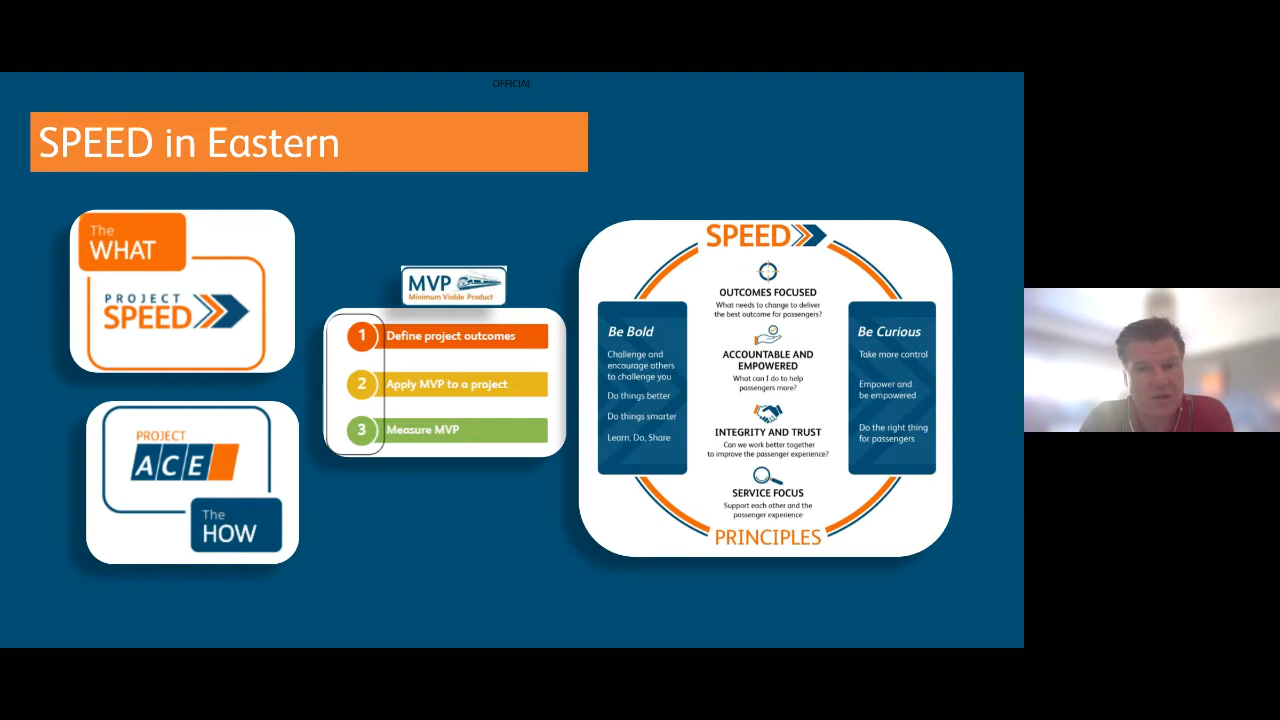 OFFICIAL
SPEED in Eastern
The
WHAT
PROJECT
SPEED
PROJECT
ACE
The
HOW
MVP
Minimum Viable Product
1 Define project outcomes
2 Apply MVP to a project
3 Measure MVP
SPEED
Be Bold
Challenge and
encourage others
to challenge you
Do things better
Do things smarter
Learn, Do, Share
OUTCOMES FOCUSED
What needs to change to deliver
the best outcome for passengers?
ACCOUNTABLE AND
EMPOWERED
What can I do to help
passengers more?
INTEGRITY AND TRUST
Can we work better together
to improve the passenger experience?
SERVICE FOCUS
Support each other and the
passenger experience
Be Curious
Take more control
Empower and
be empowered
Do the right thing
for passengers
PRINCIPLES